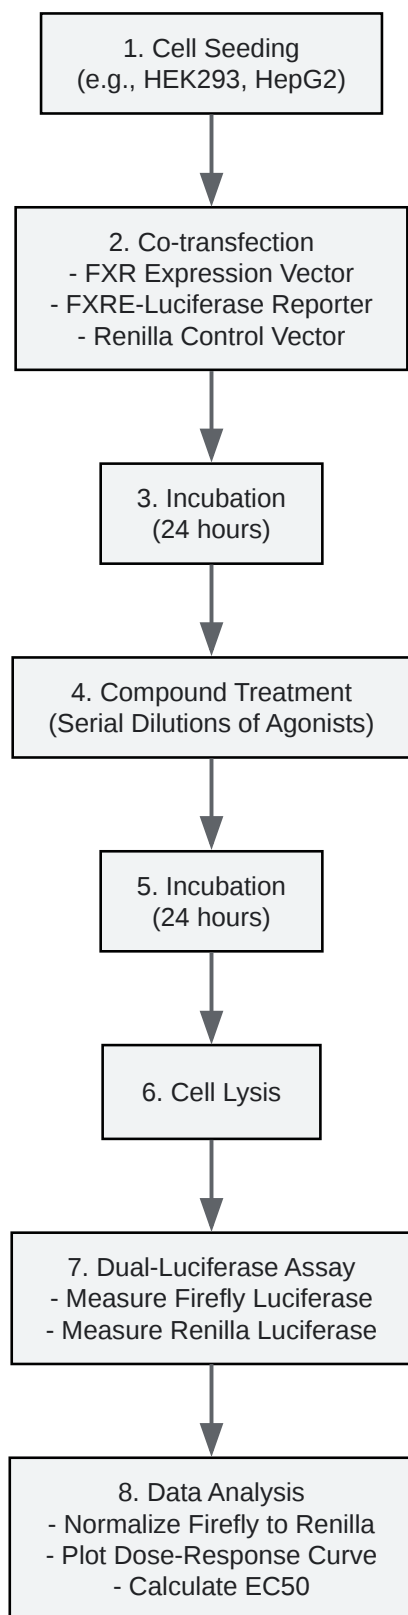 1. Cell Seeding
(e.g., HEK293, HepG2)
2. Co-transfection
- FXR Expression Vector
- FXRE-Luciferase Reporter
- Renilla Control Vector
3. Incubation
(24 hours)
4. Compound Treatment
(Serial Dilutions of Agonists)
5. Incubation
(24 hours)
6. Cell Lysis
7. Dual-Luciferase Assay
- Measure Firefly Luciferase
- Measure Renilla Luciferase
8. Data Analysis
- Normalize Firefly to Renilla
- Plot Dose-Response Curve
- Calculate EC50